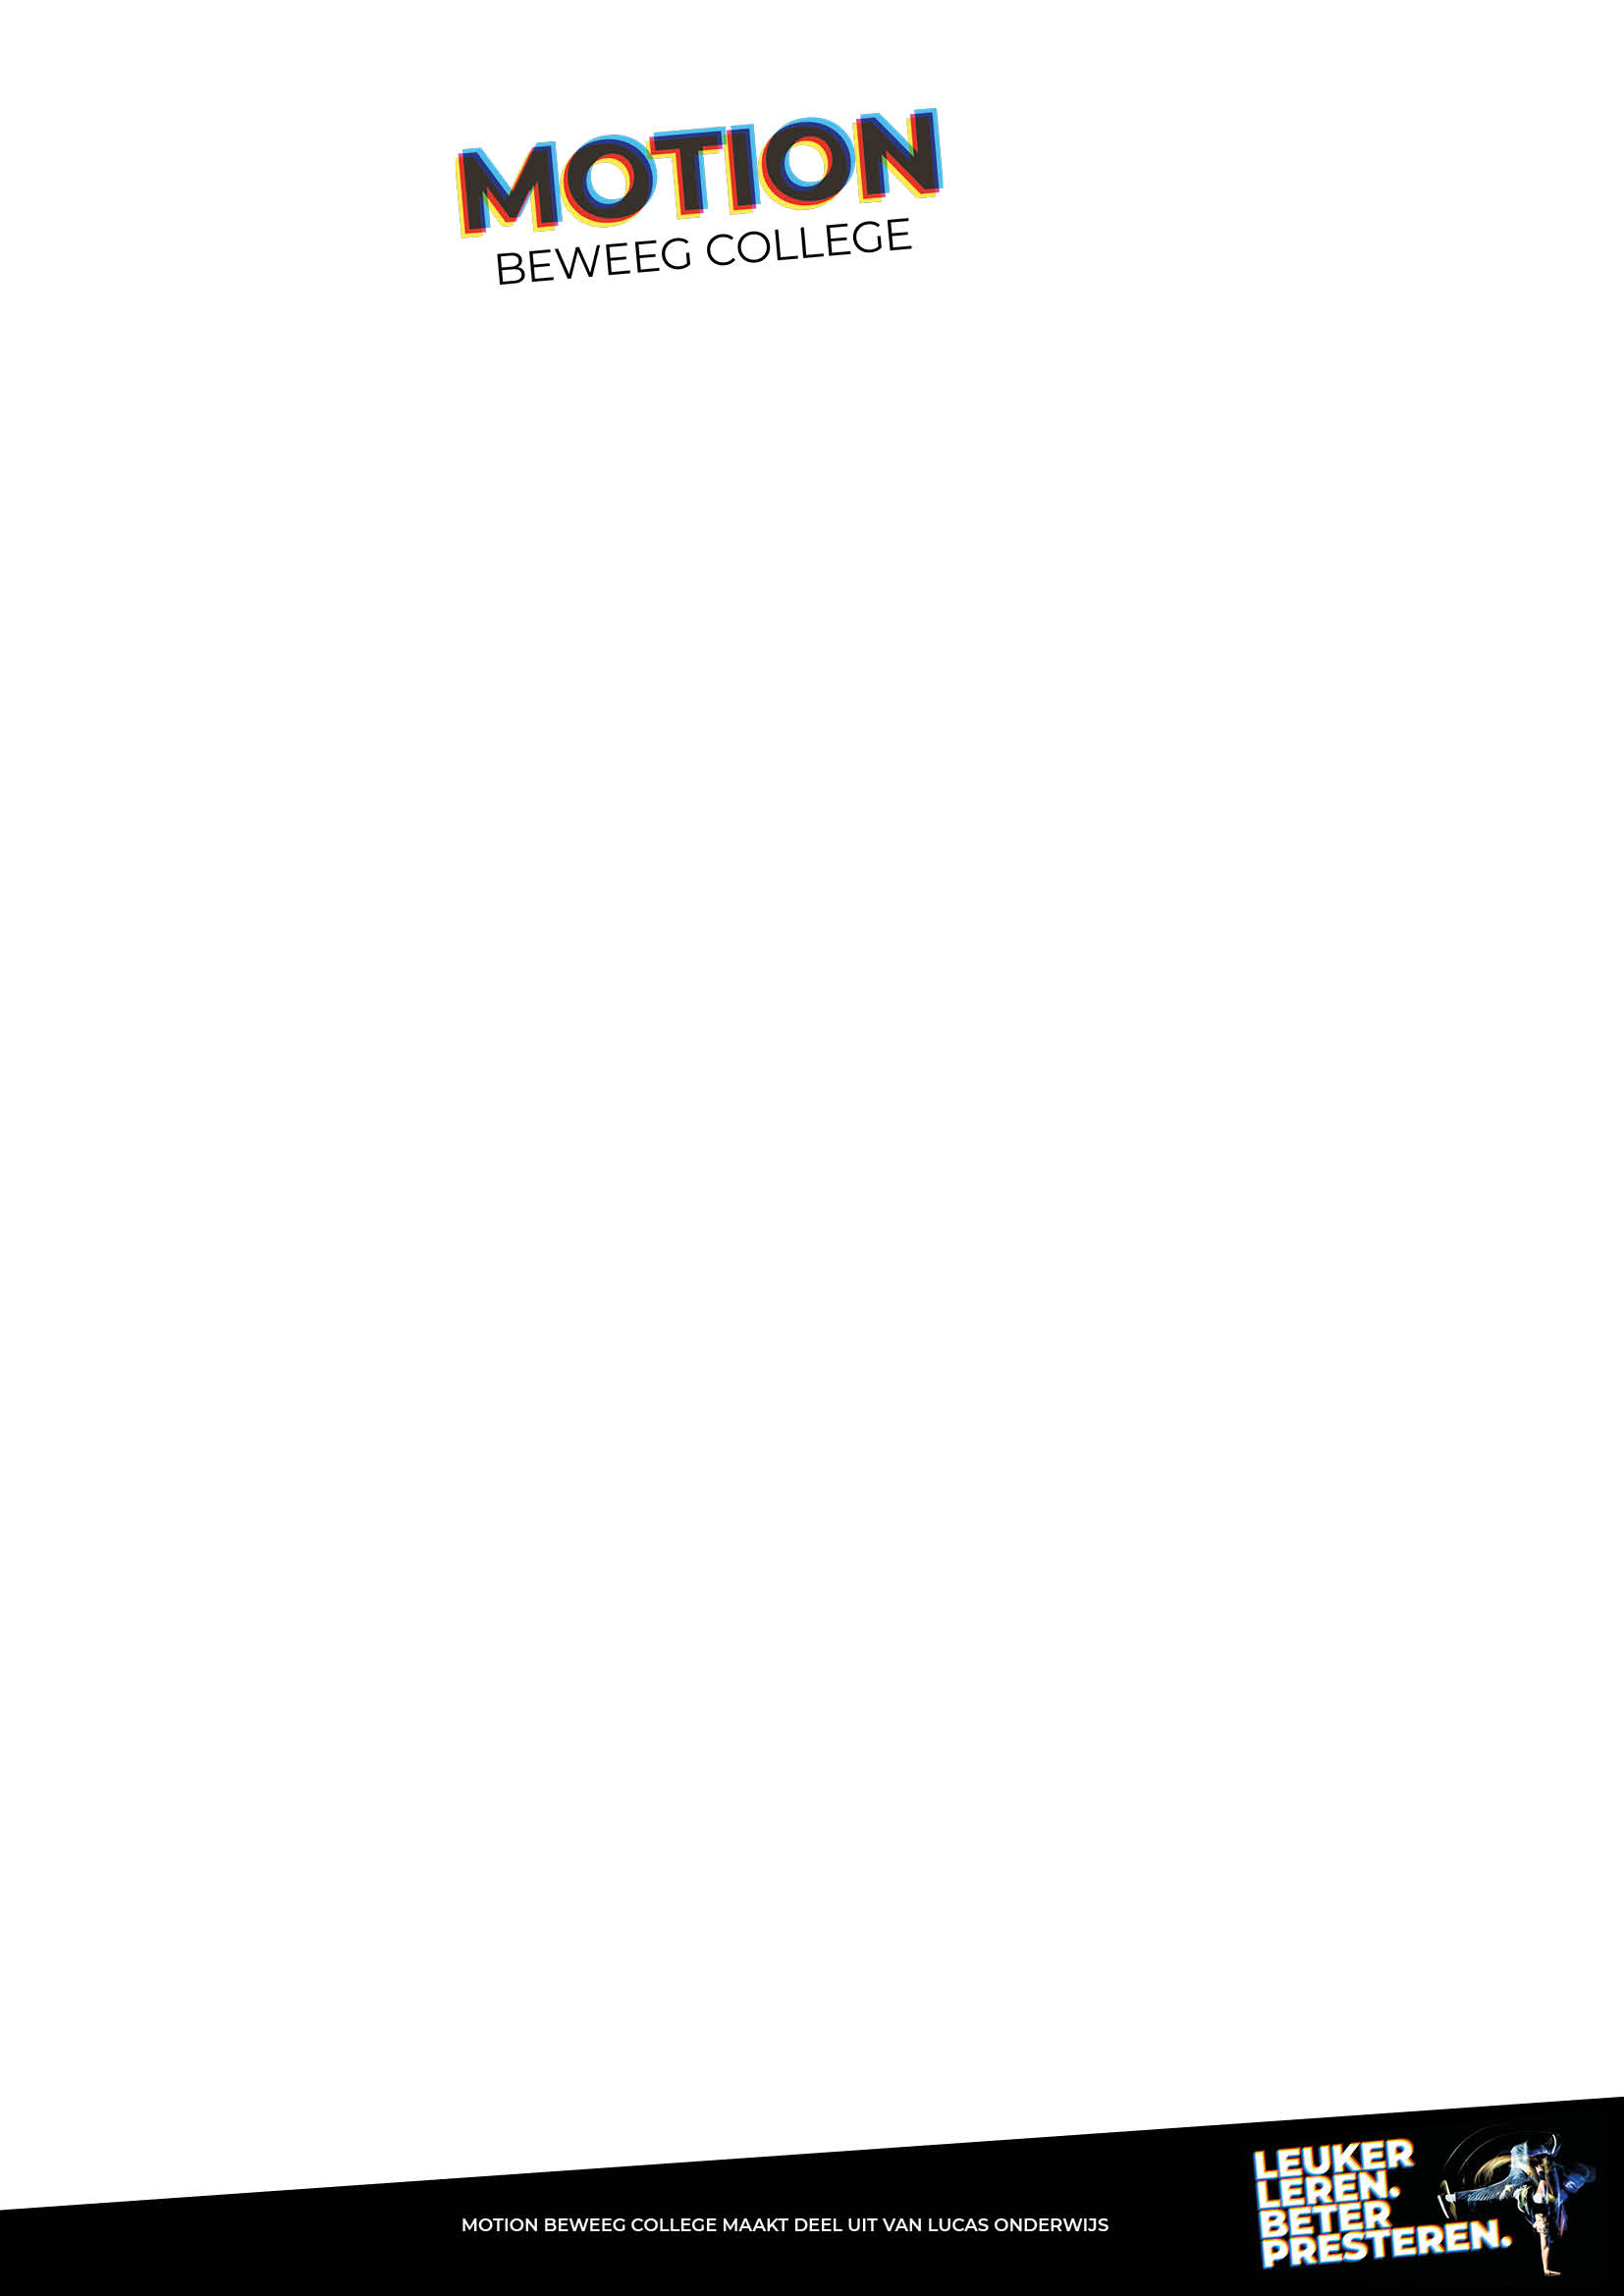 MOTION
BEWEEG COLLEGE
MOTION BEWEEG COLLEGE MAAKT DEEL UIT VAN LUCAS ONDERWIJS
LEUKER
LEREN.
BETER
PRESTEREN.